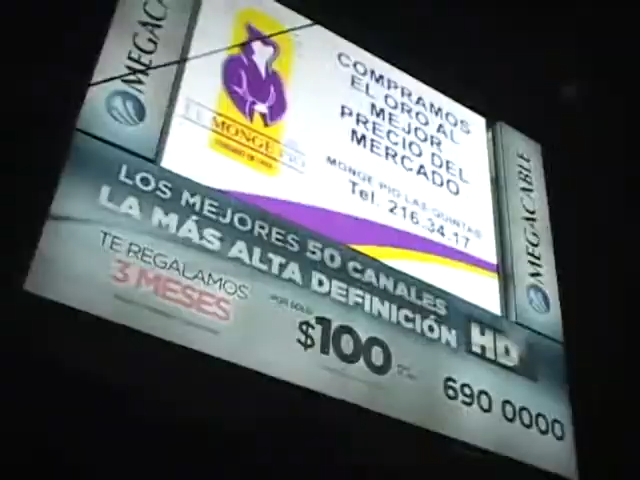 MEGACABLE
COMPRAMOS
EL ORO AL
MEJOR
PRECIO DEL
MERCADO
MONGE PIO LAS QUINTAS
Tel. 216.34.17
TE MONGE PIO
MEGACABLE
LOS MEJORES 50 CANALES
LA MÁS ALTA DEFINICIÓN HD
TE REGALAMOS
3 MESES
POR SOLO
$100
690 0000